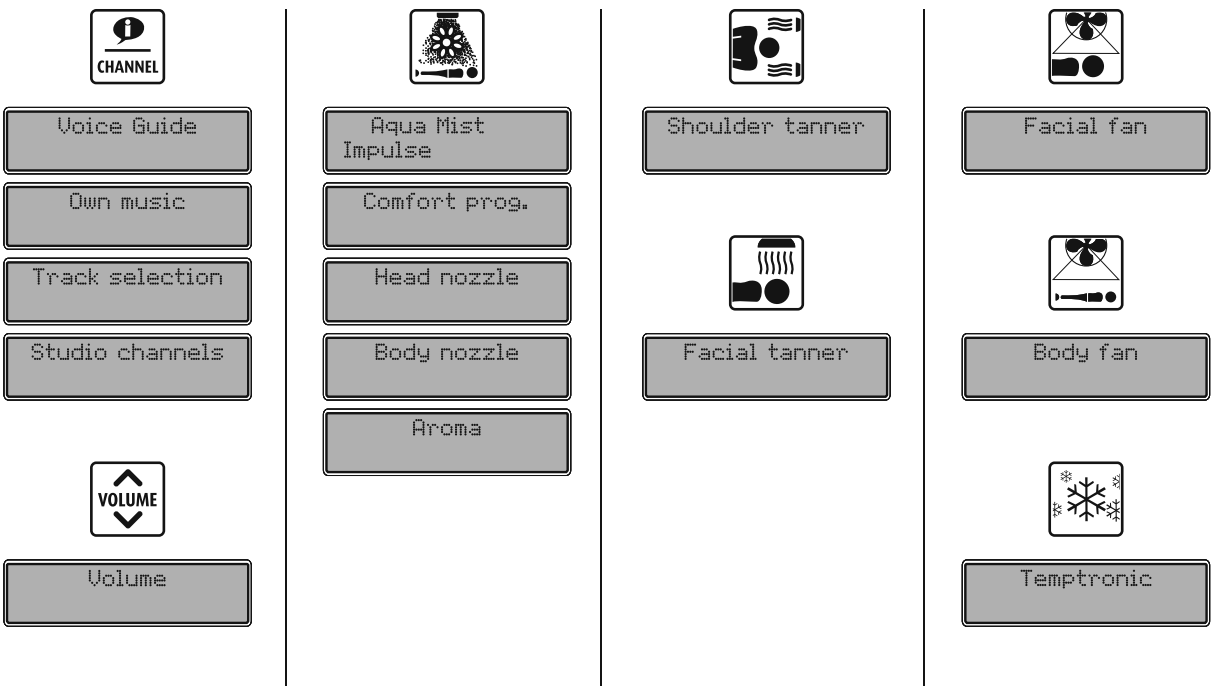 i
CHANNEL
Voice Guide
Own music
Track selection
Studio channels
VOLUME
Volume
Aqua Mist
Impulse
Comfort prog.
Head nozzle
Body nozzle
Aroma
Shoulder tanner
Facial tanner
Facial fan
Body fan
Temptronic